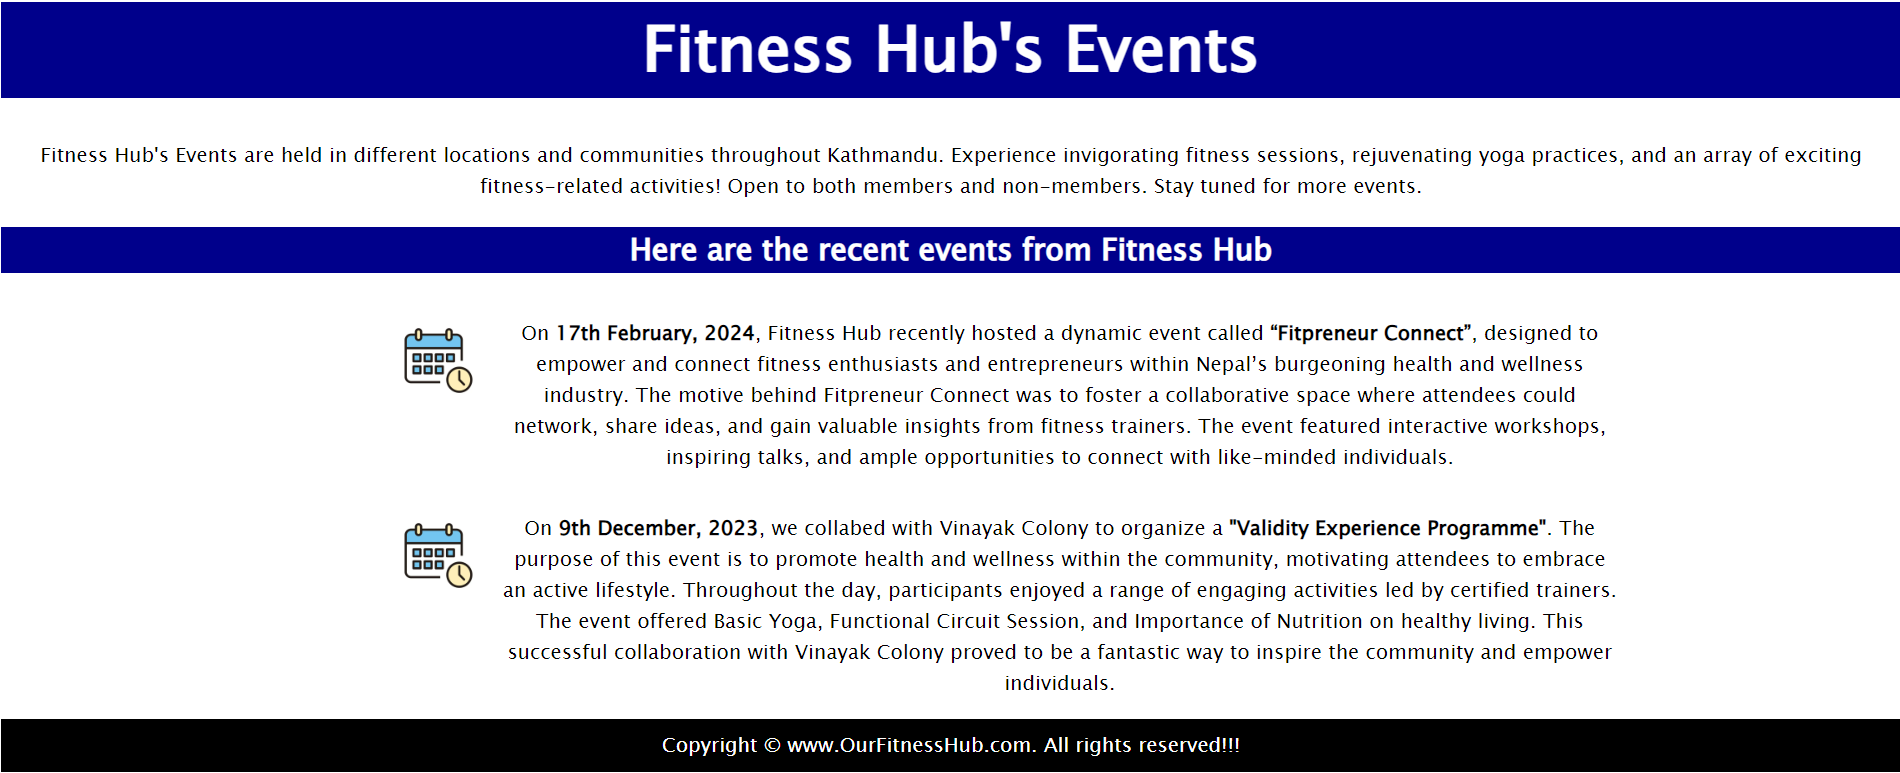 Fitness Hub's Events
Fitness Hub's Events are held in different locations and communities throughout Kathmandu. Experience invigorating fitness sessions, rejuvenating yoga practices, and an array of exciting
fitness-related activities! Open to both members and non-members. Stay tuned for more events.
Here are the recent events from Fitness Hub
On 17th February, 2024, Fitness Hub recently hosted a dynamic event called “Fitpreneur Connect”, designed to
empower and connect fitness enthusiasts and entrepreneurs within Nepal’s burgeoning health and wellness
industry. The motive behind Fitpreneur Connect was to foster a collaborative space where attendees could
network, share ideas, and gain valuable insights from fitness trainers. The event featured interactive workshops,
inspiring talks, and ample opportunities to connect with like-minded individuals.
On 9th December, 2023, we collabed with Vinayak Colony to organize a "Validity Experience Programme". The
purpose of this event is to promote health and wellness within the community, motivating attendees to embrace
an active lifestyle. Throughout the day, participants enjoyed a range of engaging activities led by certified trainers.
The event offered Basic Yoga, Functional Circuit Session, and Importance of Nutrition on healthy living. This
successful collaboration with Vinayak Colony proved to be a fantastic way to inspire the community and empower
individuals.
Copyright © www.OurFitnessHub.com. All rights reserved!!!